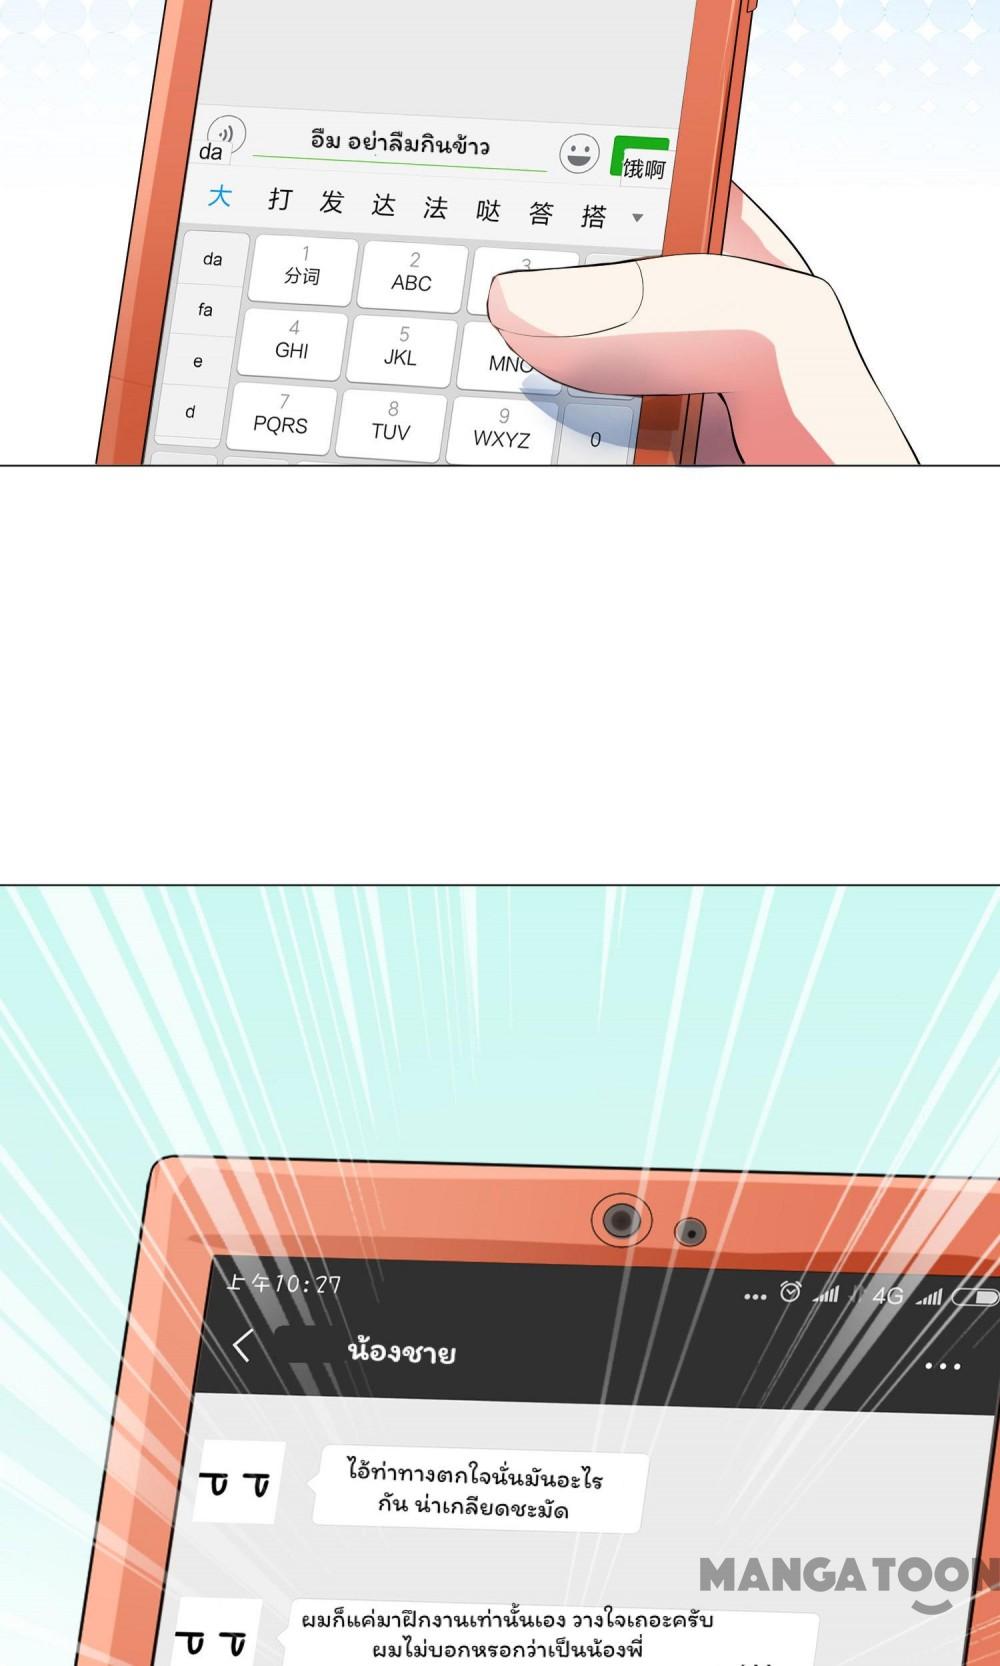 อืม อย่าลืมกินข้าว
da
饿啊
大 打 发 达 法 哒 答 搭
da
fa
e
d
1
分词
2
ABC
3
4
GHI
5
JKL
MNO
7
PQRS
8
TUV
9
WXYZ
0
上午10:27
4G
น้องชาย
ไอ้ท่าทางตกใจนั่นมันอะไร
กัน น่าเกลียดชะมัด
ผมก็แค่มาฝึกงานเท่านั้นเอง วางใจเถอะครับ
ผมไม่บอกหรอกว่าเป็นน้องพี่
MANGATOON